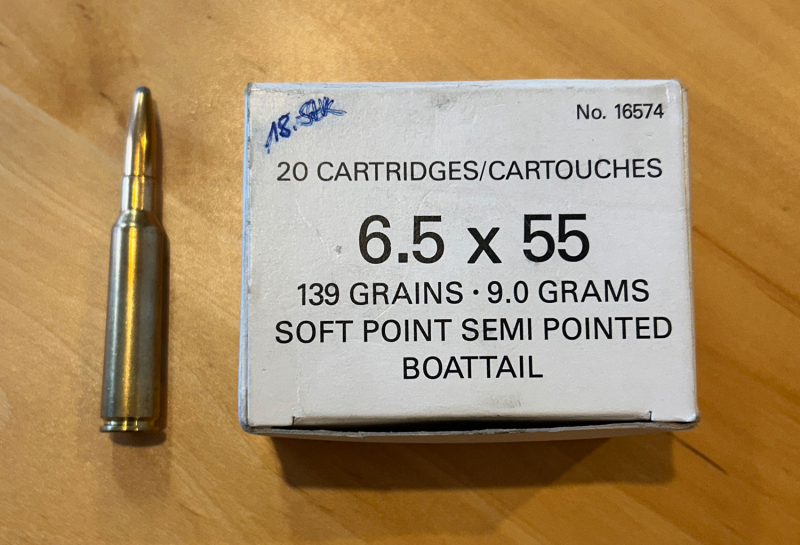 18. Stk
No. 16574
20 CARTRIDGES/CARTOUCHES
6.5 x 55
139 GRAINS · 9.0 GRAMS
SOFT POINT SEMI POINTED
BOATTAIL